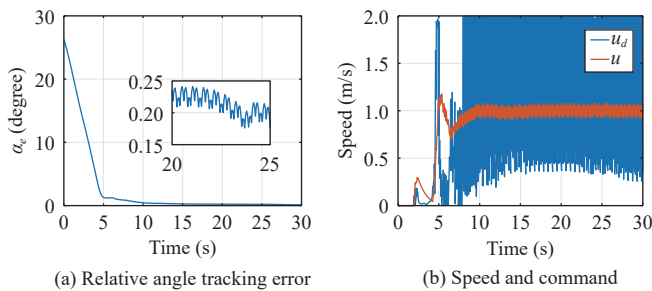 30
20
10
0
α_e (degree)
0.25
0.20
0.15
20
25
0 5 10 15 20 25 30
Time (s)
(a) Relative angle tracking error
2.0
1.5
1.0
0.5
0
Speed (m/s)
u_d
u
0 5 10 15 20 25 30
Time (s)
(b) Speed and command